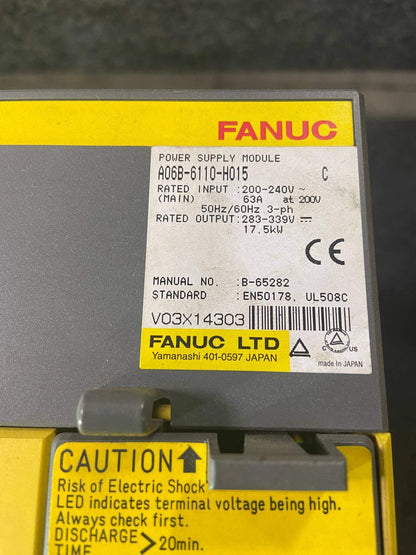 FANUC
POWER SUPPLY MODULE
A06B-6110-H015 C
RATED INPUT :200-240V ~
(MAIN) 63A at 200V
50Hz/60Hz 3-ph
RATED OUTPUT:283-339V ⎓
17.5kW
CE
MANUAL NO. :B-65282
STANDARD :EN50178, UL508C
V03X14303
FANUC LTD
Yamanashi 401-0597 JAPAN
C US
made in JAPAN
CAUTION
Risk of Electric Shock
LED indicates terminal voltage being high.
Always check first.
DISCHARGE
TIME > 20min.